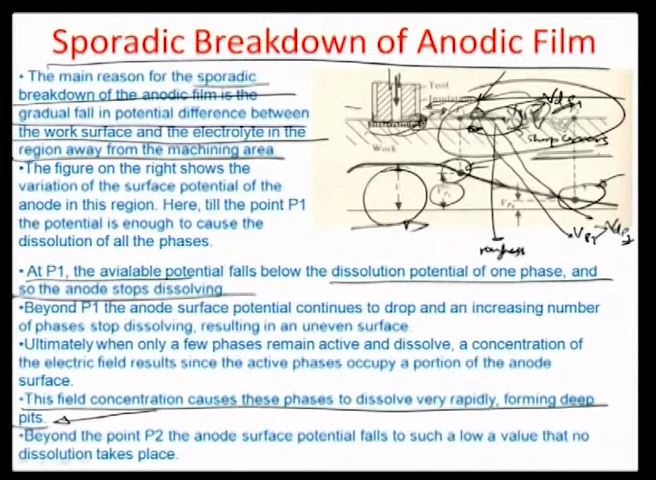 Sporadic Breakdown of Anodic Film
•The main reason for the sporadic
breakdown of the anodic film is the
gradual fall in potential difference between
the work surface and the electrolyte in the
region away from the machining area
•The figure on the right shows the
variation of the surface potential of the
anode in this region. Here, till the point P1
the potential is enough to cause the
dissolution of all the phases.
Tool
Insulation
Work
sharp corners
roughness
•At P1, the avialable potential falls below the dissolution potential of one phase, and
so the anode stops dissolving.
•Beyond P1 the anode surface potential continues to drop and an increasing number
of phases stop dissolving, resulting in an uneven surface.
•Ultimately when only a few phases remain active and dissolve, a concentration of
the electric field results since the active phases occupy a portion of the anode
surface.
•This field concentration causes these phases to dissolve very rapidly, forming deep
pits.
•Beyond the point P2 the anode surface potential falls to such a low a value that no
dissolution takes place.